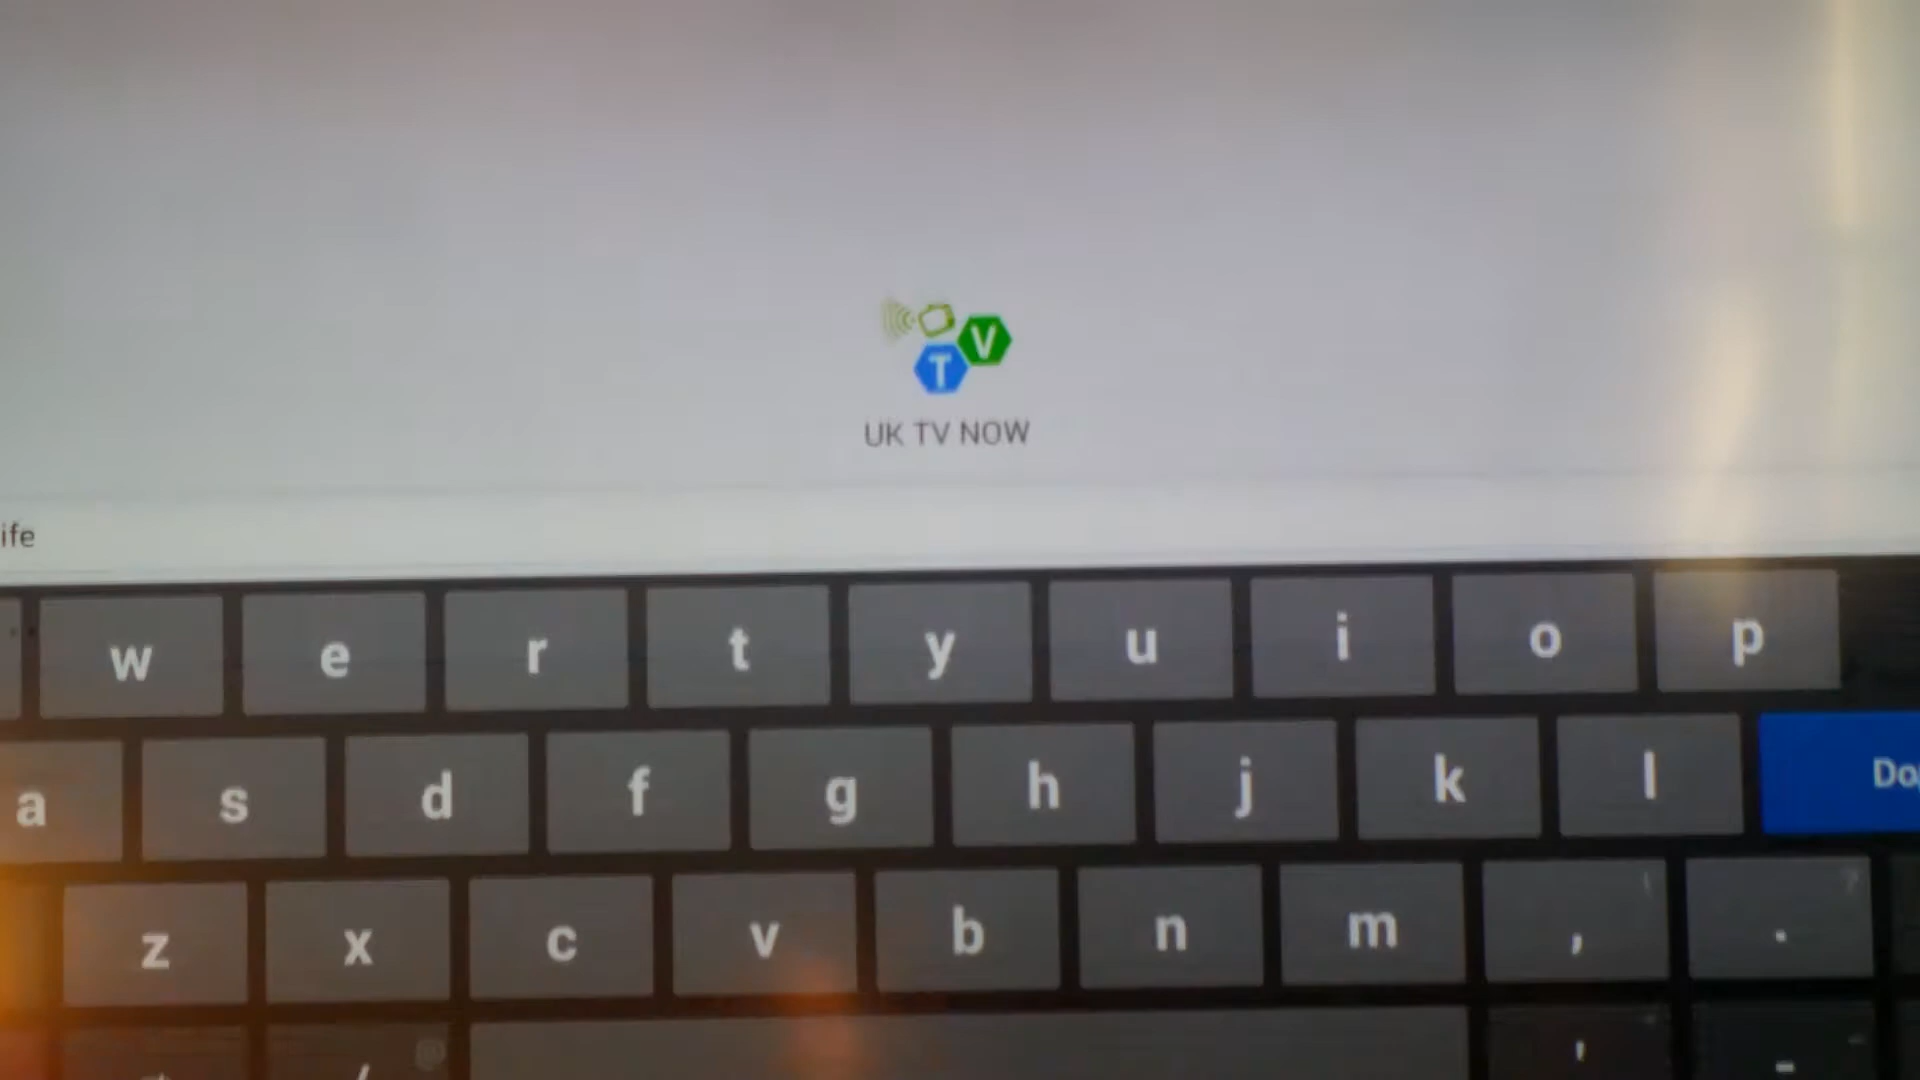 V
T
UK TV NOW
ife
w e r t y u i o p
a s d f g h j k l
z x c v b n m , .
/ ' -